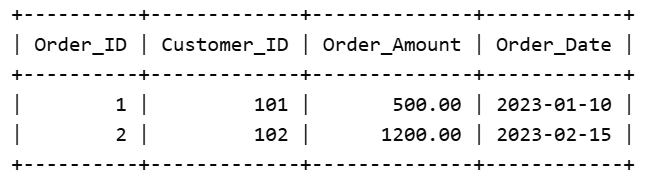 +----------+-------------+--------------+------------+
| Order_ID | Customer_ID | Order_Amount | Order_Date |
+----------+-------------+--------------+------------+
|        1 |         101 |       500.00 | 2023-01-10 |
|        2 |         102 |      1200.00 | 2023-02-15 |
+----------+-------------+--------------+------------+